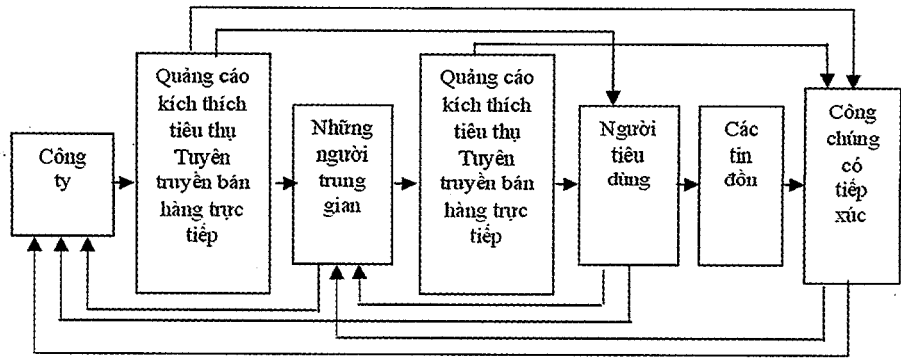 Công
ty
Quảng cáo
kích thích
tiêu thụ
Tuyên
truyền bán
hàng trực
tiếp
Những
người
trung
gian
Quảng cáo
kích thích
tiêu thụ
Tuyên
truyền bán
hàng trực
tiếp
Người
tiêu
dùng
Các
tin
đồn
Công
chúng
có
tiếp
xúc